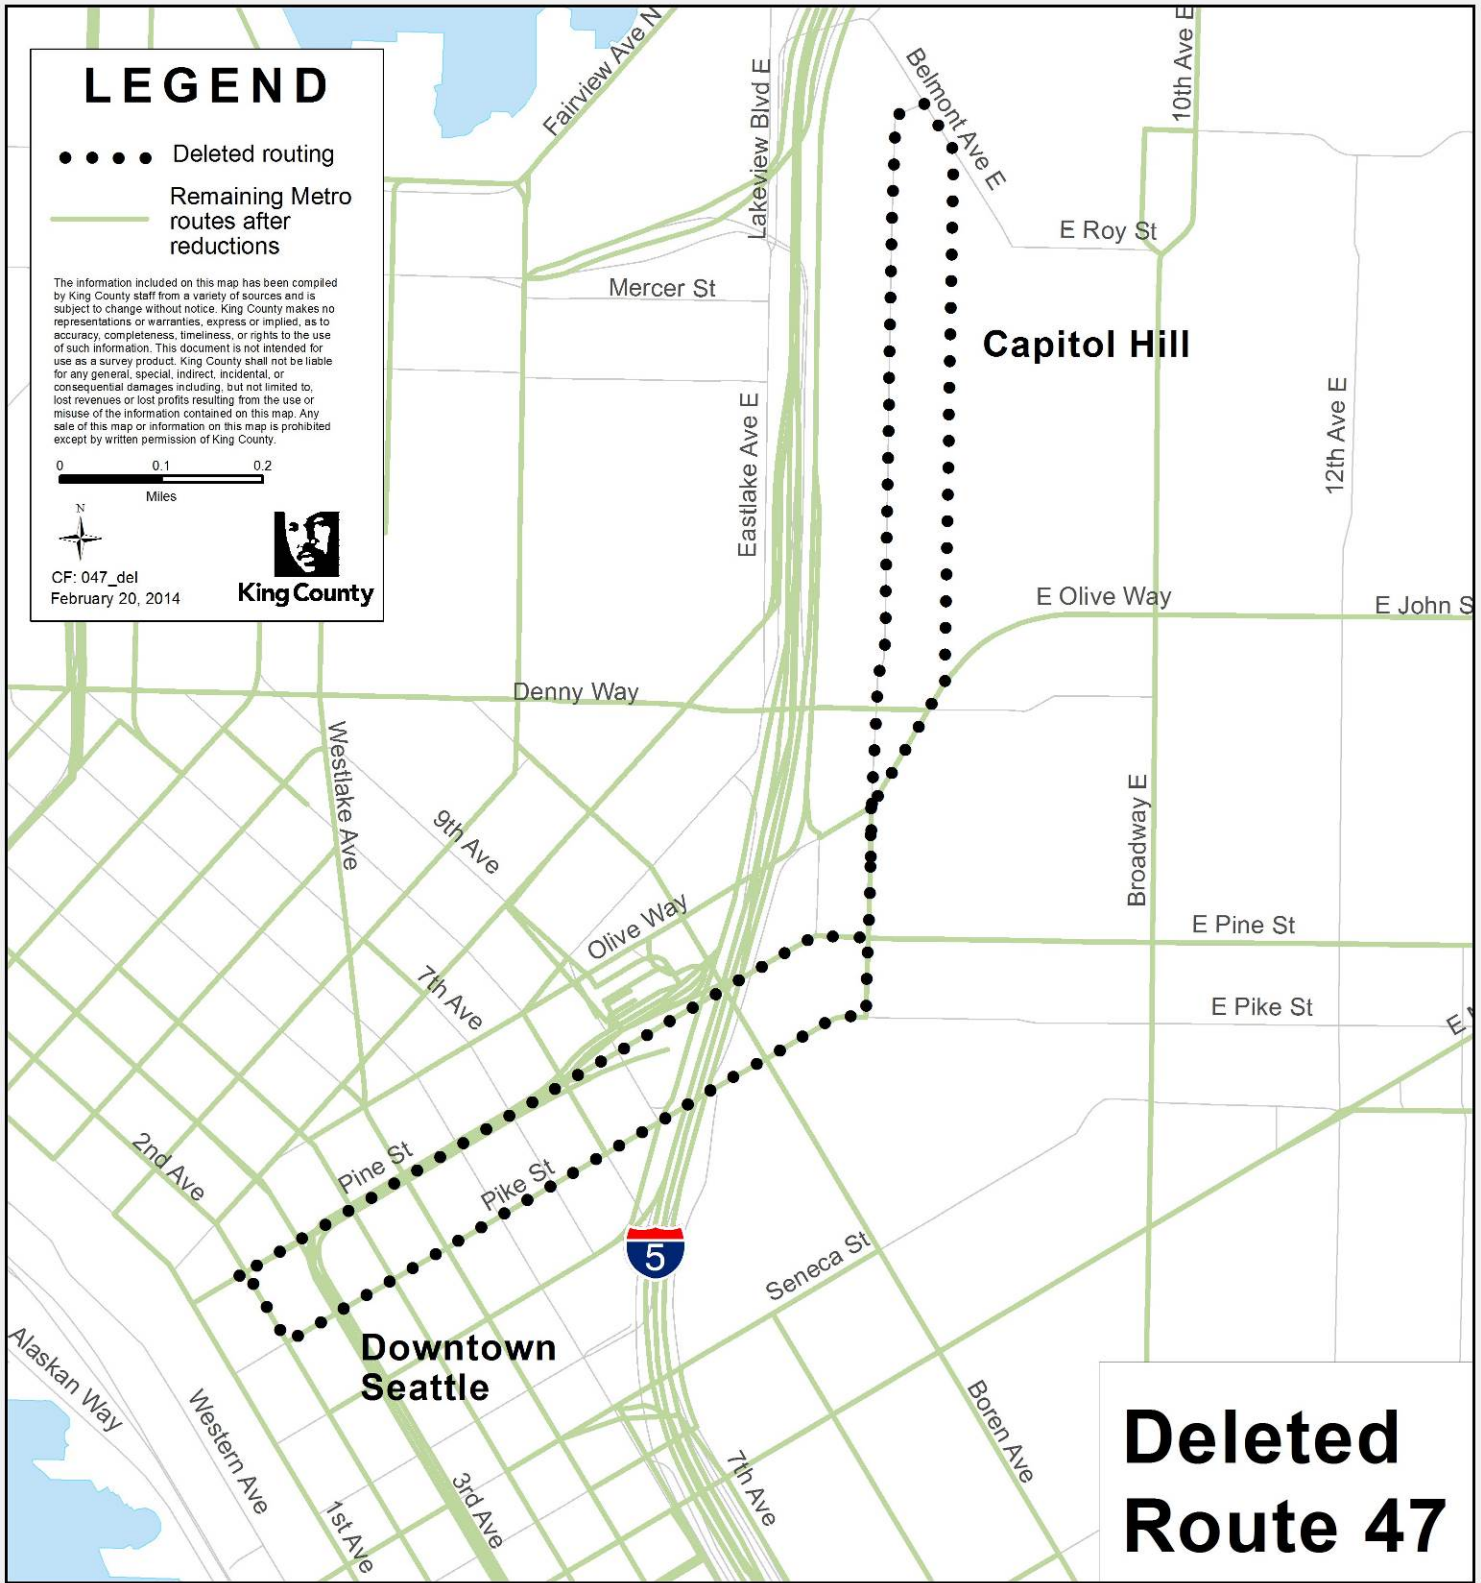 LEGEND
Deleted routing
Remaining Metro
routes after
reductions
The information included on this map has been compiled
by King County staff from a variety of sources and is
subject to change without notice. King County makes no
representations or warranties, express or implied, as to
accuracy, completeness, timeliness, or rights to the use
of such information. This document is not intended for
use as a survey product. King County shall not be liable
for any general, special, indirect, incidental, or
consequential damages including, but not limited to,
lost revenues or lost profits resulting from the use or
misuse of the information contained on this map. Any
sale of this map or information on this map is prohibited
except by written permission of King County.
0 0.1 0.2
Miles
N
CF: 047_del
February 20, 2014
King County
Fairview Ave N
Lakeview Blvd E
Belmont Ave E
10th Ave E
E Roy St
Mercer St
Capitol Hill
Eastlake Ave E
12th Ave E
E Olive Way
E John S
Denny Way
Westlake Ave
9th Ave
Broadway E
Olive Way
E Pine St
7th Ave
E Pike St
E
2nd Ave
Pine St
Pike St
5
Seneca St
Downtown
Seattle
Alaskan Way
Western Ave
1st Ave
3rd Ave
7th Ave
Boren Ave
Deleted
Route 47